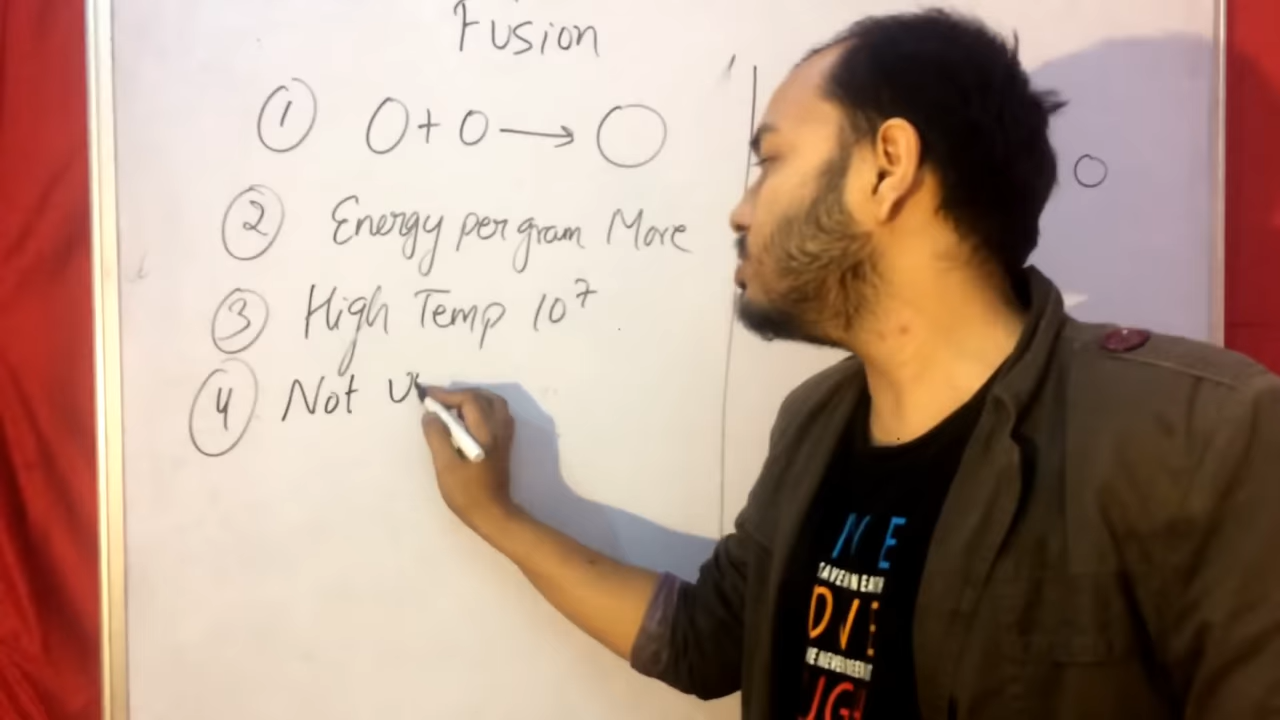 Fusion
① O + O → O
② Energy per gram More
③ High Temp 10⁷
④ Not